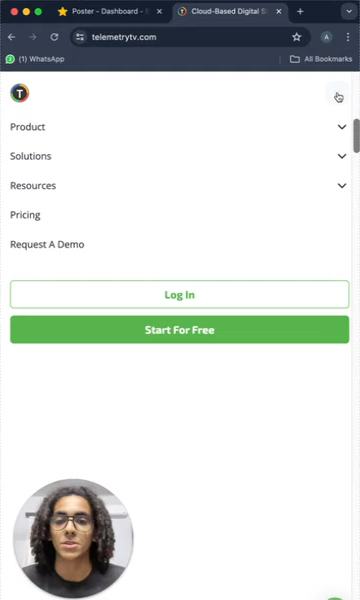 Poster - Dashboard - E
Cloud-Based Digital Si
telemetrytv.com
A
(1) WhatsApp
All Bookmarks
T
Product
Solutions
Resources
Pricing
Request A Demo
Log In
Start For Free